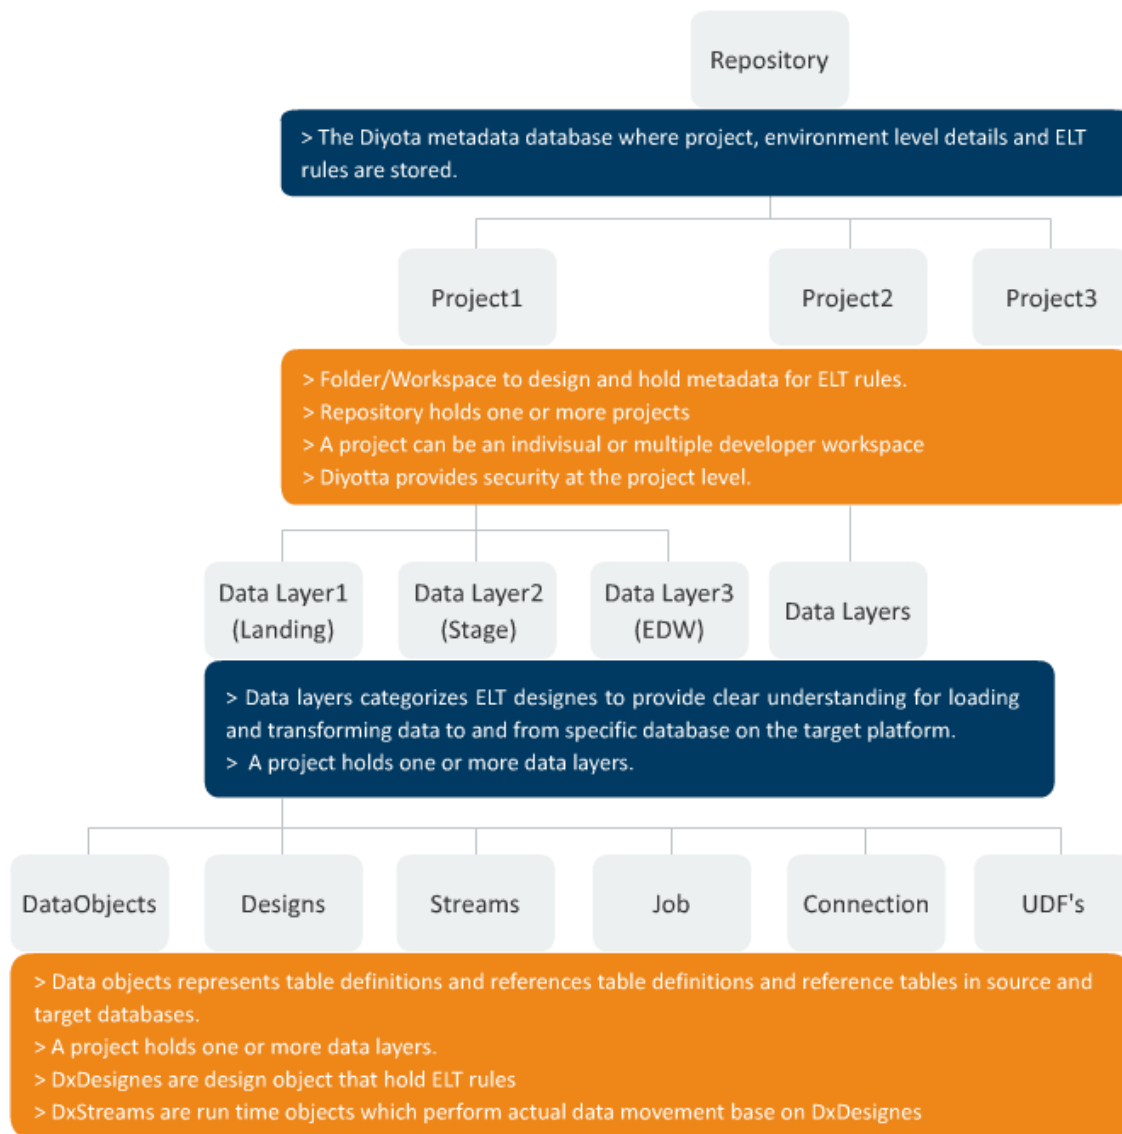 Repository
> The Diyota metadata database where project, environment level details and ELT
rules are stored.
Project1
Project2
Project3
> Folder/Workspace to design and hold metadata for ELT rules.
> Repository holds one or more projects
> A project can be an indivisual or multiple developer workspace
> Diyotta provides security at the project level.
Data Layer1
(Landing)
Data Layer2
(Stage)
Data Layer3
(EDW)
Data Layers
> Data layers categorizes ELT designes to provide clear understanding for loading
and transforming data to and from specific database on the target platform.
> A project holds one or more data layers.
DataObjects
Designs
Streams
Job
Connection
UDF's
> Data objects represents table definitions and references table definitions and reference tables in source and
target databases.
> A project holds one or more data layers.
> DxDesignes are design object that hold ELT rules
> DxStreams are run time objects which perform actual data movement base on DxDesignes